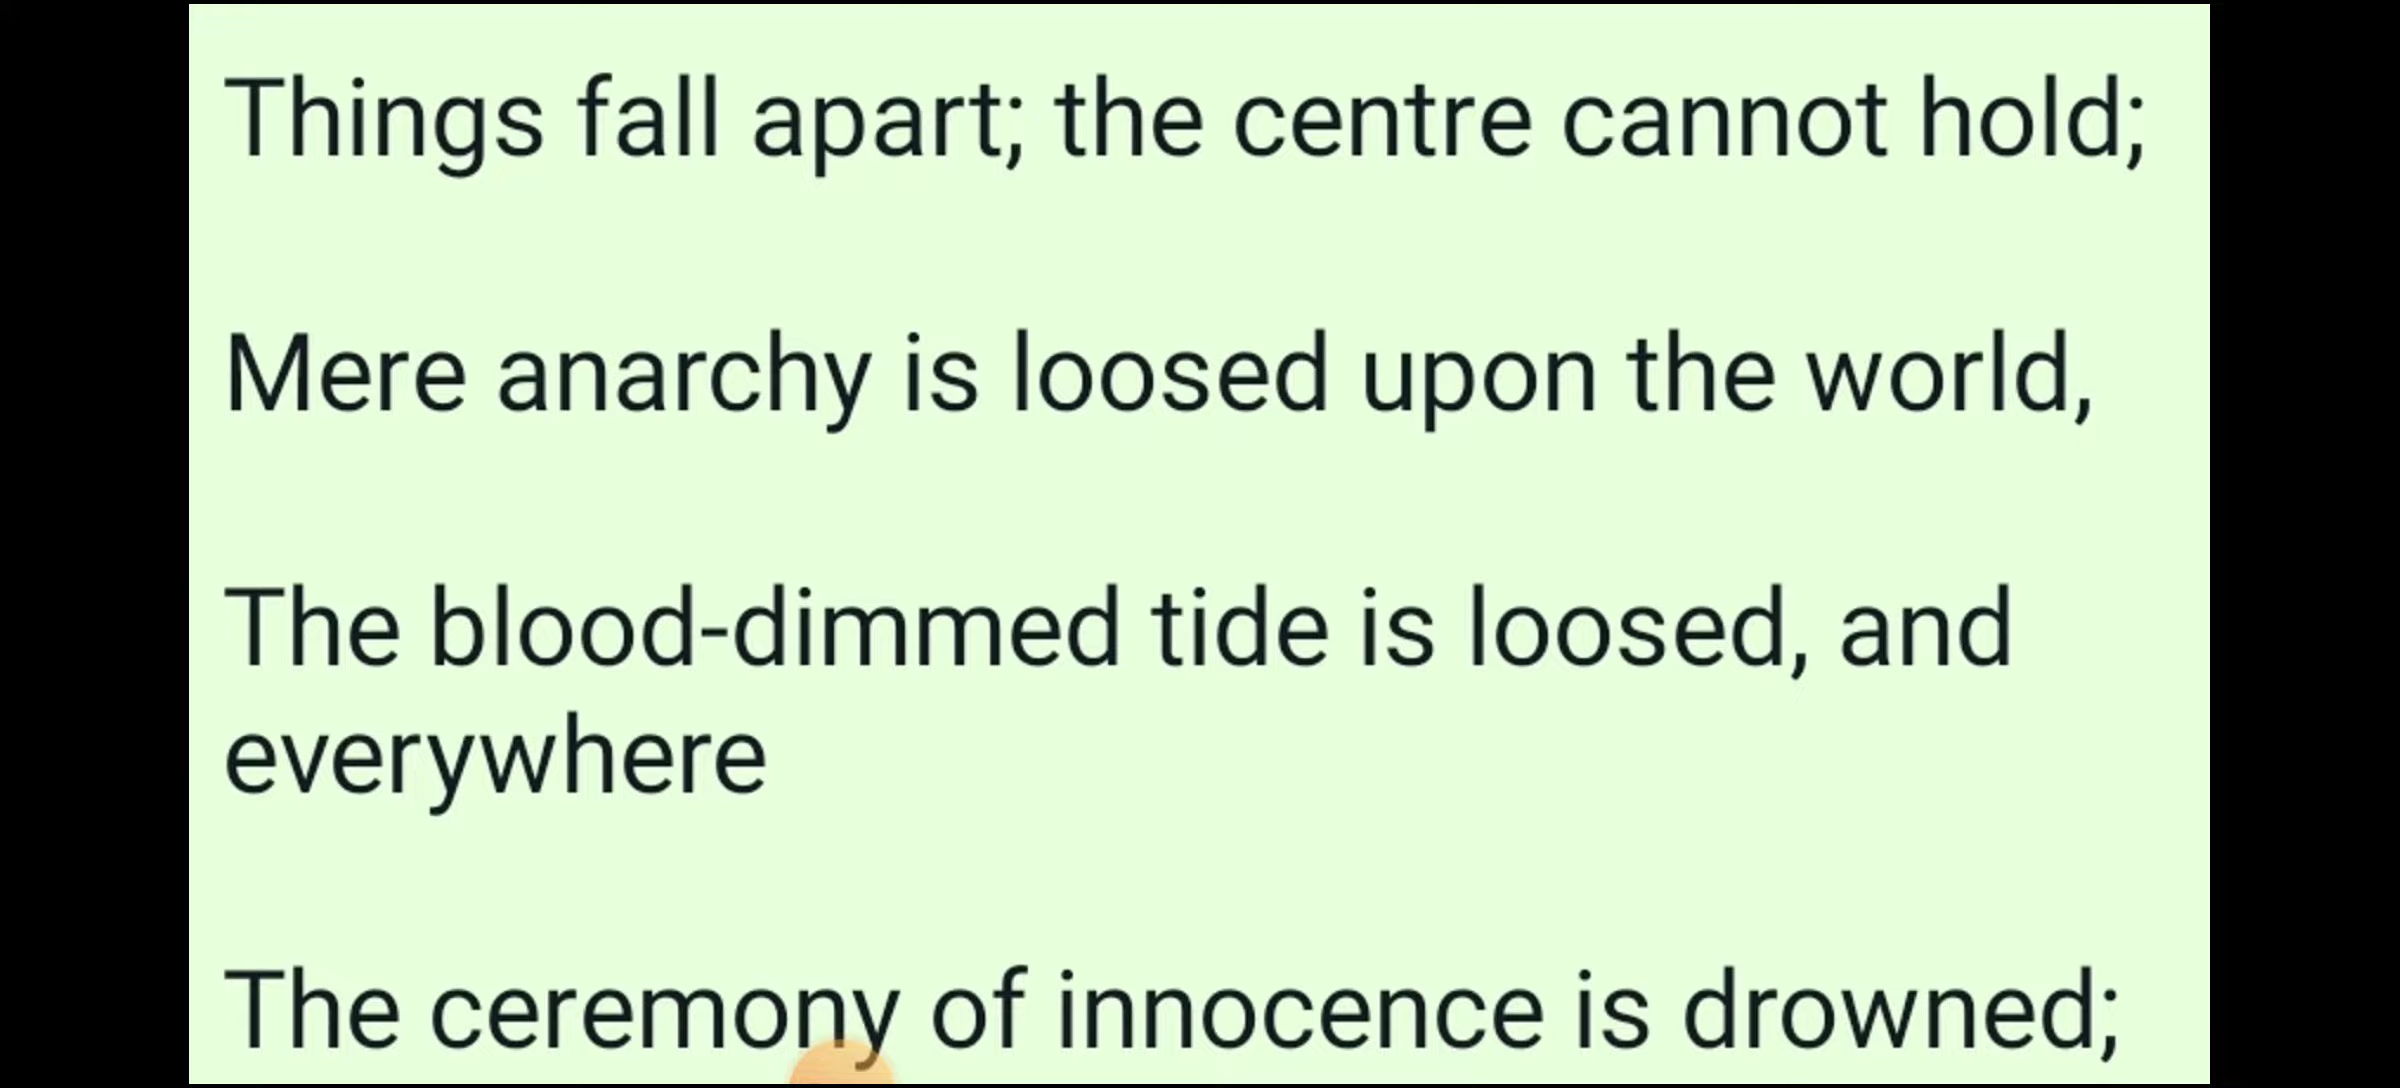 Things fall apart; the centre cannot hold;
Mere anarchy is loosed upon the world,
The blood-dimmed tide is loosed, and
everywhere
The ceremony of innocence is drowned;